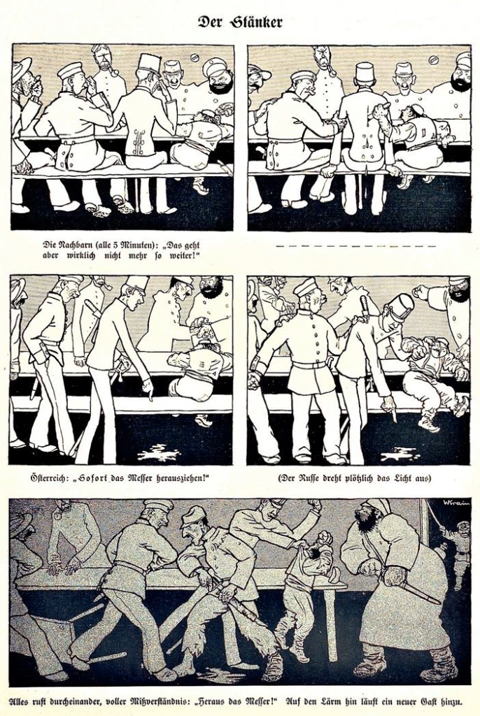 Der Stänker
Die Nachbarn (alle 5 Minuten): „Das geht
aber wirklich nicht mehr so weiter!“
Österreich: „Sofort das Messer herausziehen!“
(Der Russe dreht plötzlich das Licht aus)
WKrain
Alles ruft durcheinander, voller Mißverständnis: „Heraus das Messer!“ Auf den Lärm hin läuft ein neuer Gast hinzu.